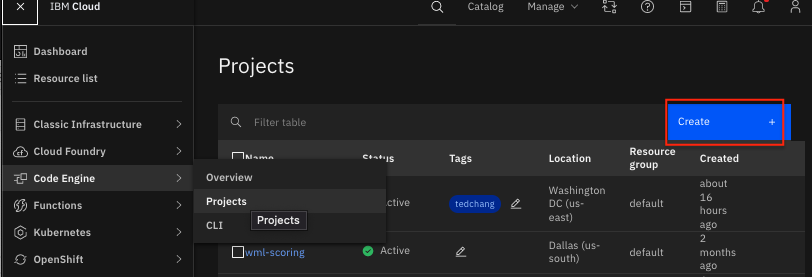 IBM Cloud
Catalog
Manage
Dashboard
Resource list
Classic Infrastructure
Cloud Foundry
Code Engine
Functions
Kubernetes
OpenShift
Overview
Projects
CLI
Projects
Projects
Filter table
Create +
Name
Status
Tags
Location
Resource
group
Created
Active
tedchang
Washington
DC (us-
east)
default
about
16
hours
ago
wml-scoring
Active
Dallas (us-
south)
default
2
months
ago